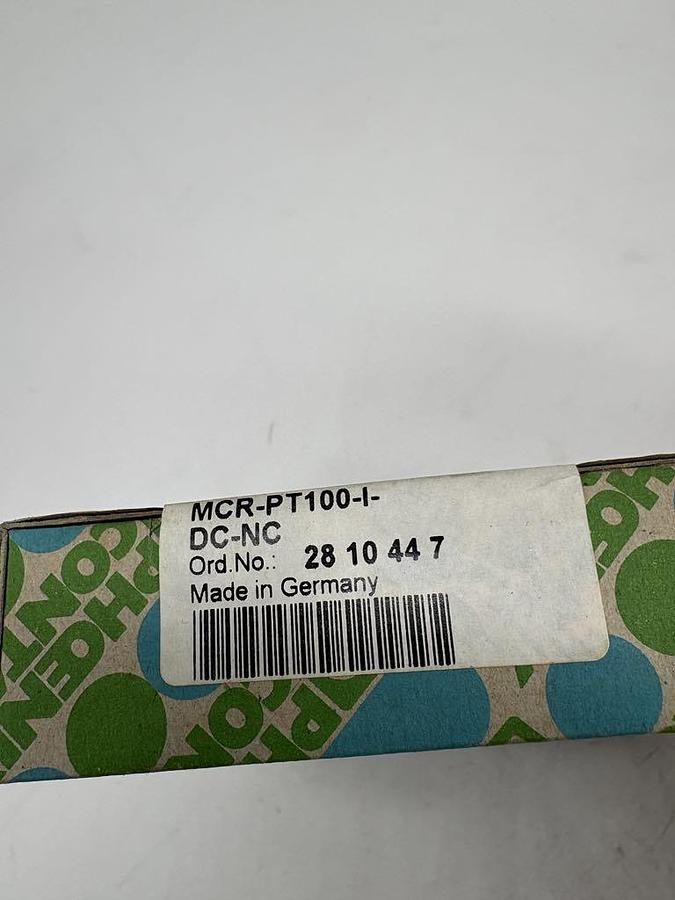 MCR-PT100-I-
DC-NC
Ord.No.: 28 10 44 7
Made in Germany